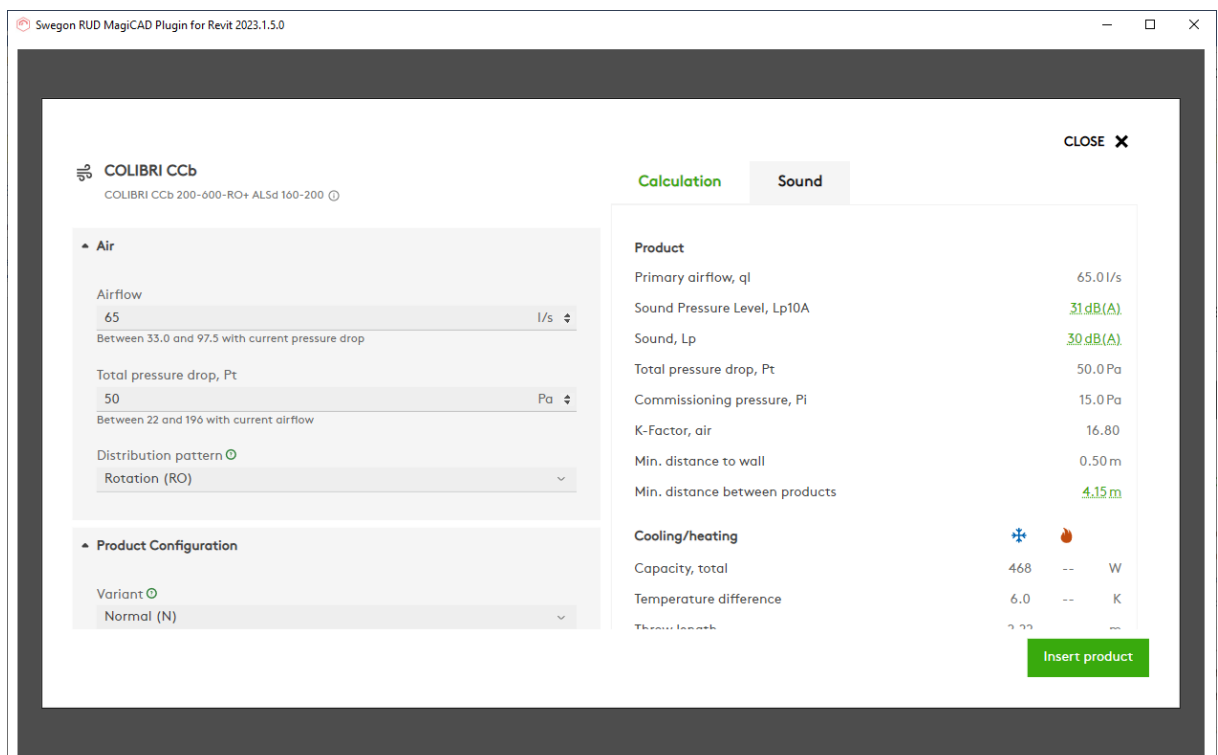 Swegon RUD MagiCAD Plugin for Revit 2023.1.5.0
CLOSE
COLIBRI CCb
COLIBRI CCb 200-600-RO+ ALSd 160-200
Air
Airflow
65 l/s
Between 33.0 and 97.5 with current pressure drop
Total pressure drop, Pt
50 Pa
Between 22 and 196 with current airflow
Distribution pattern
Rotation (RO)
Product Configuration
Variant
Normal (N)
Calculation Sound
Product
Primary airflow, ql 65.0 l/s
Sound Pressure Level, Lp10A 31 dB(A)
Sound, Lp 30 dB(A)
Total pressure drop, Pt 50.0 Pa
Commissioning pressure, Pi 15.0 Pa
K-Factor, air 16.80
Min. distance to wall 0.50 m
Min. distance between products 4.15 m
Cooling/heating
Capacity, total 468 -- W
Temperature difference 6.0 -- K
Throw length
Insert product